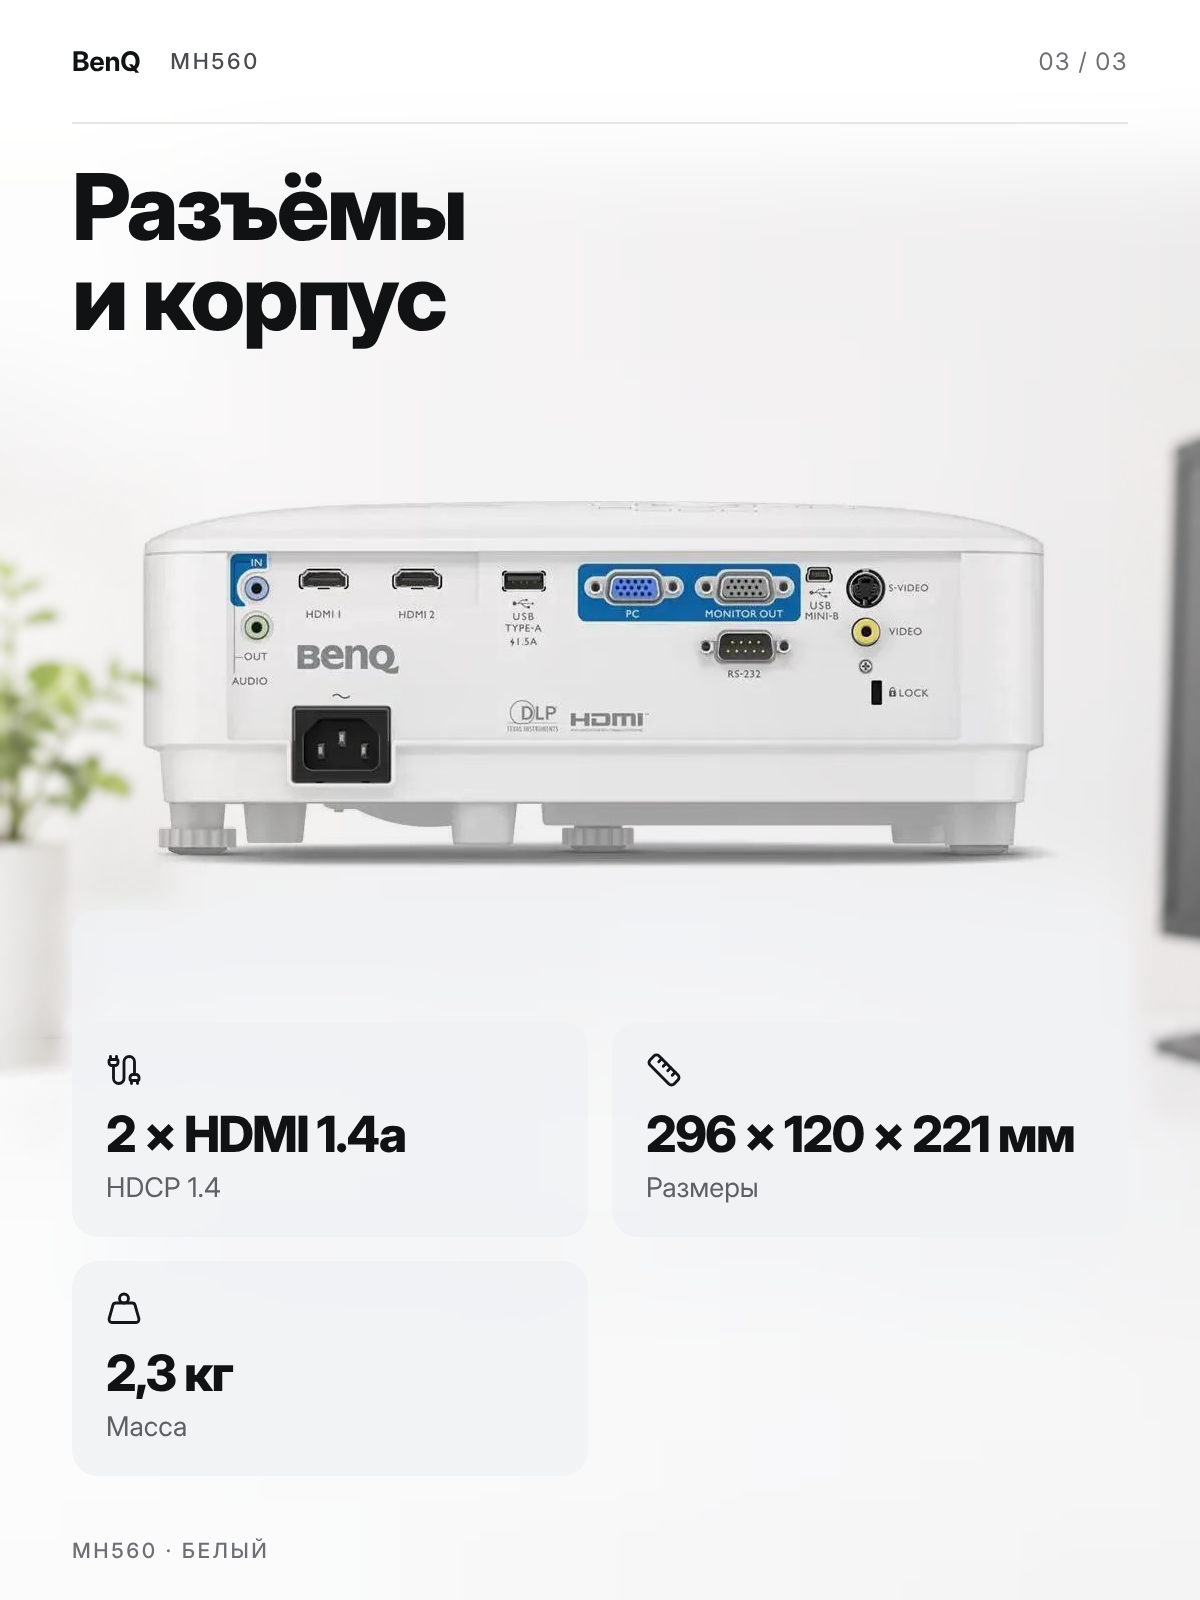 BenQ MH560 03 / 03
Разъёмы
и корпус
IN
HDMI 1
HDMI 2
USB
TYPE-A
1.5A
PC
MONITOR OUT
USB
MINI-B
S-VIDEO
VIDEO
OUT
AUDIO
BenQ
RS-232
LOCK
DLP
TEXAS INSTRUMENTS
HDMI
2 × HDMI 1.4a
HDCP 1.4
296 × 120 × 221 мм
Размеры
2,3 кг
Масса
MH560 · БЕЛЫЙ